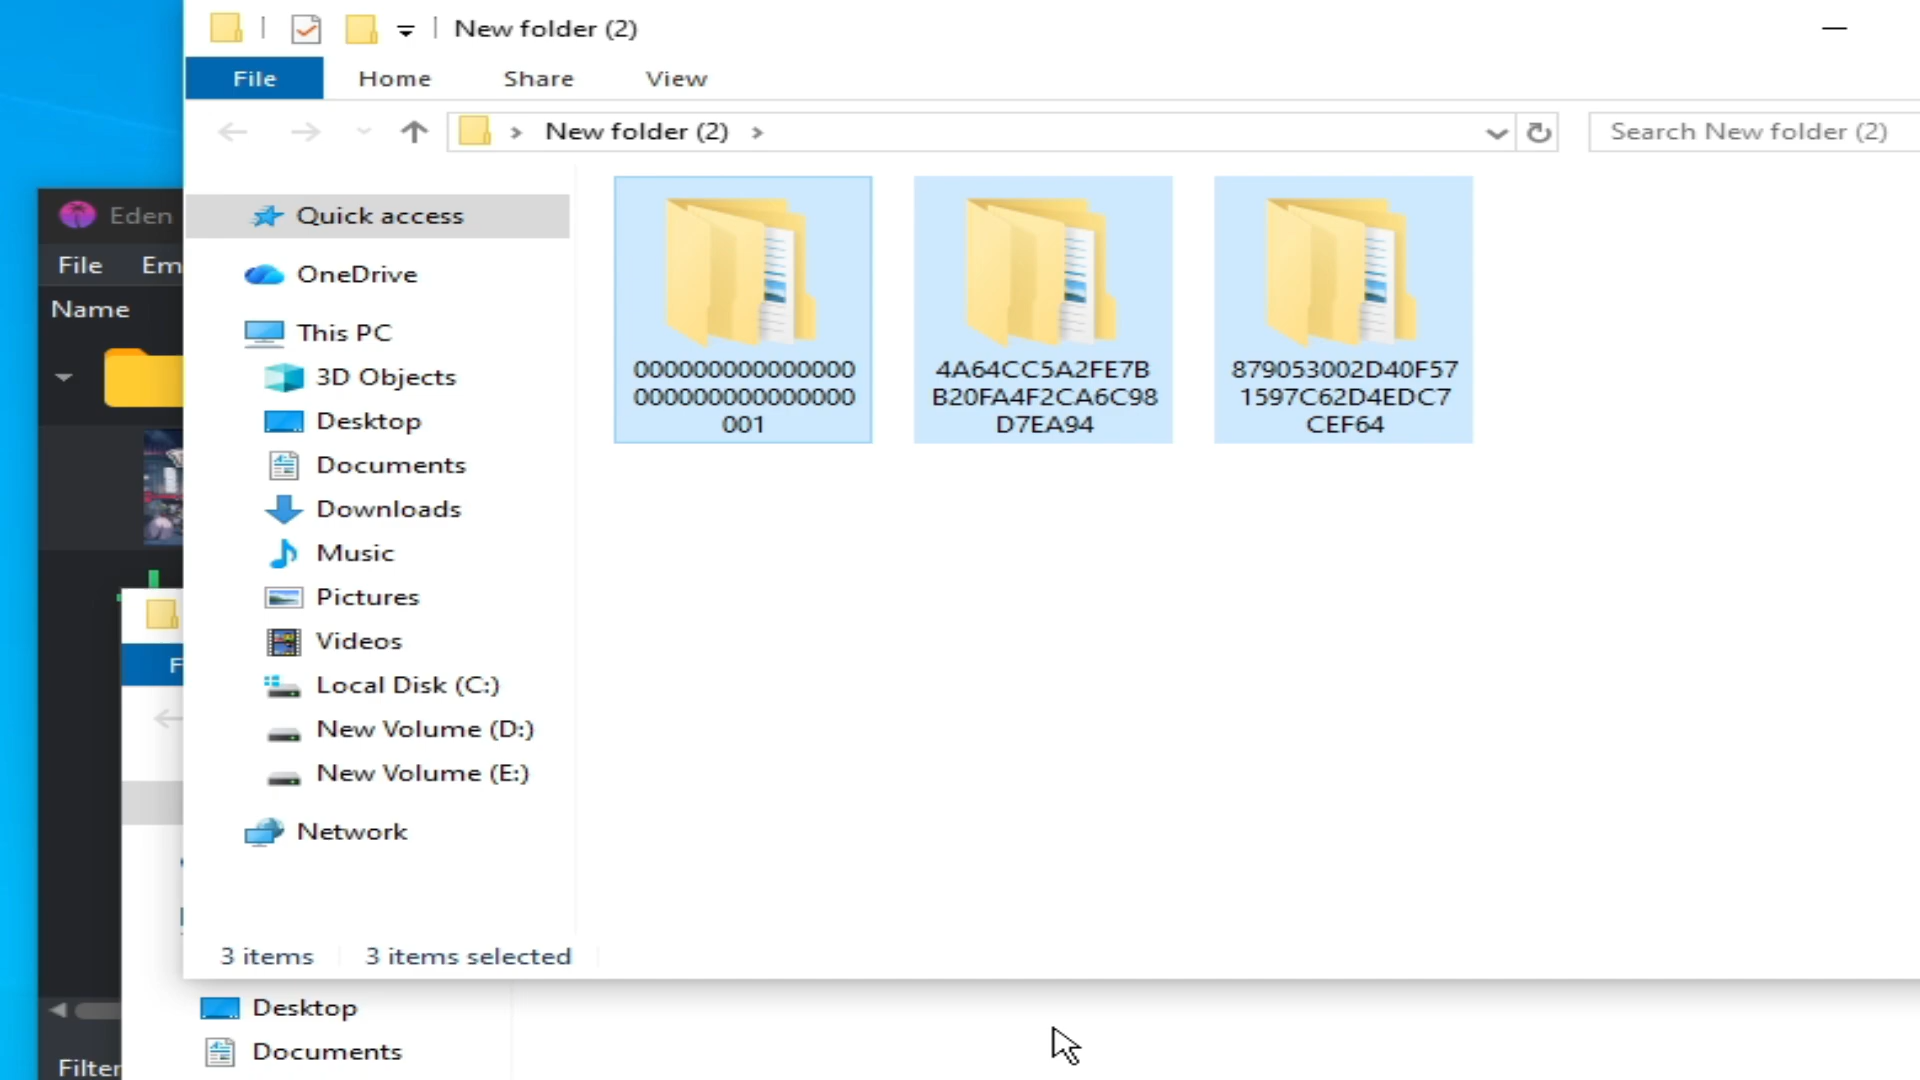 New folder (2)
File Home Share View
New folder (2)
Search New folder (2)
Eden
File Em
Name
Quick access
OneDrive
This PC
3D Objects
Desktop
Documents
Downloads
Music
Pictures
Videos
Local Disk (C:)
New Volume (D:)
New Volume (E:)
Network
000000000000000
000000000000000
001
4A64CC5A2FE7B
B20FA4F2CA6C98
D7EA94
879053002D40F57
1597C62D4EDC7
CEF64
3 items 3 items selected
F
Desktop
Documents
Filter